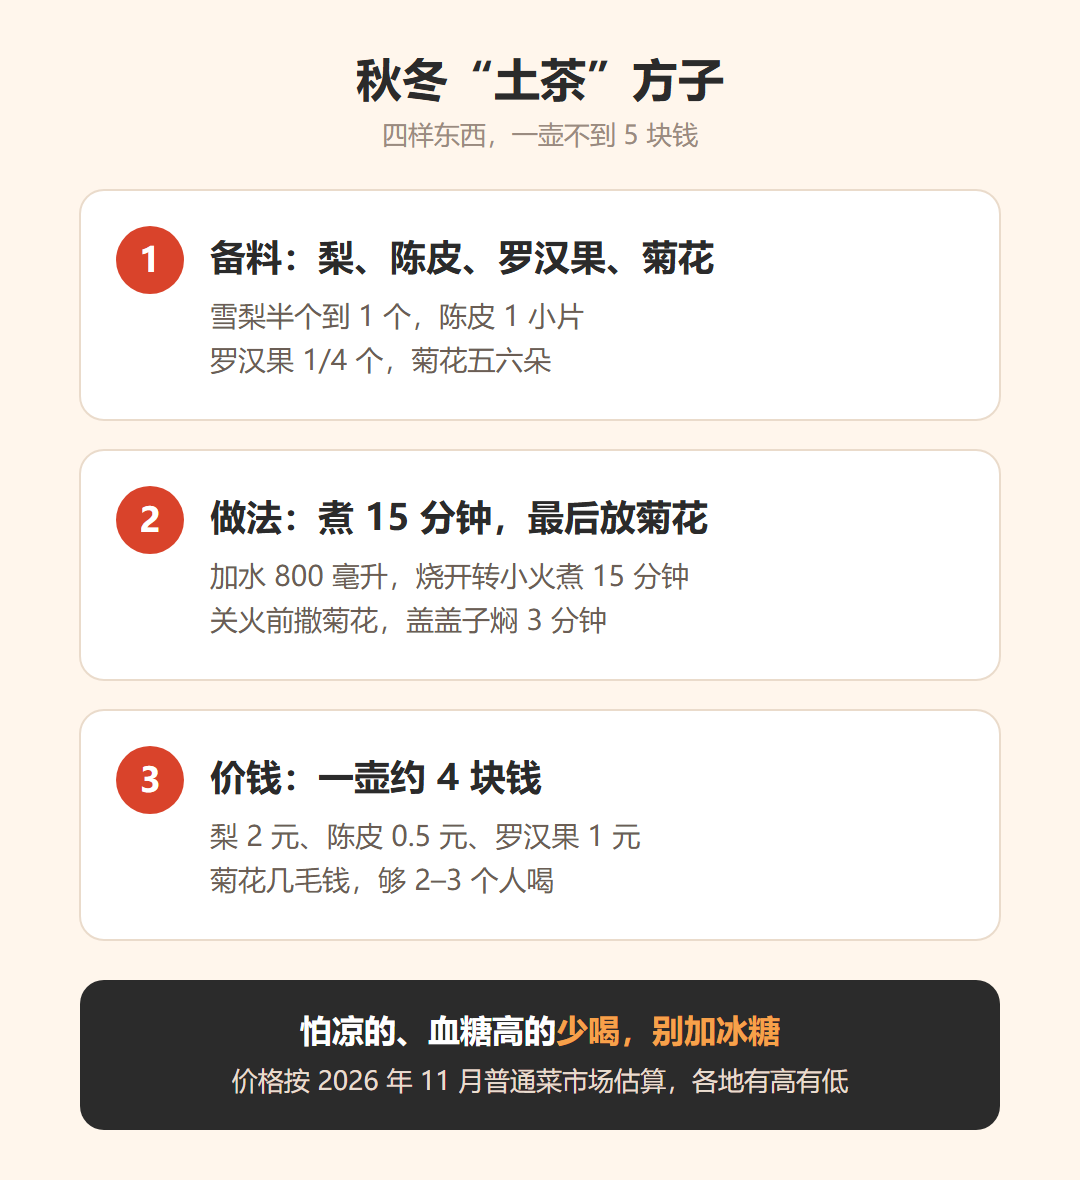 秋冬“土茶”方子
四样东西，一壶不到 5 块钱
1
备料：梨、陈皮、罗汉果、菊花
雪梨半个到 1 个，陈皮 1 小片
罗汉果 1/4 个，菊花五六朵
2
做法：煮 15 分钟，最后放菊花
加水 800 毫升，烧开转小火煮 15 分钟
关火前撒菊花，盖盖子焖 3 分钟
3
价钱：一壶约 4 块钱
梨 2 元、陈皮 0.5 元、罗汉果 1 元
菊花几毛钱，够 2–3 个人喝
怕凉的、血糖高的少喝，别加冰糖
价格按 2026 年 11 月普通菜市场估算，各地有高有低